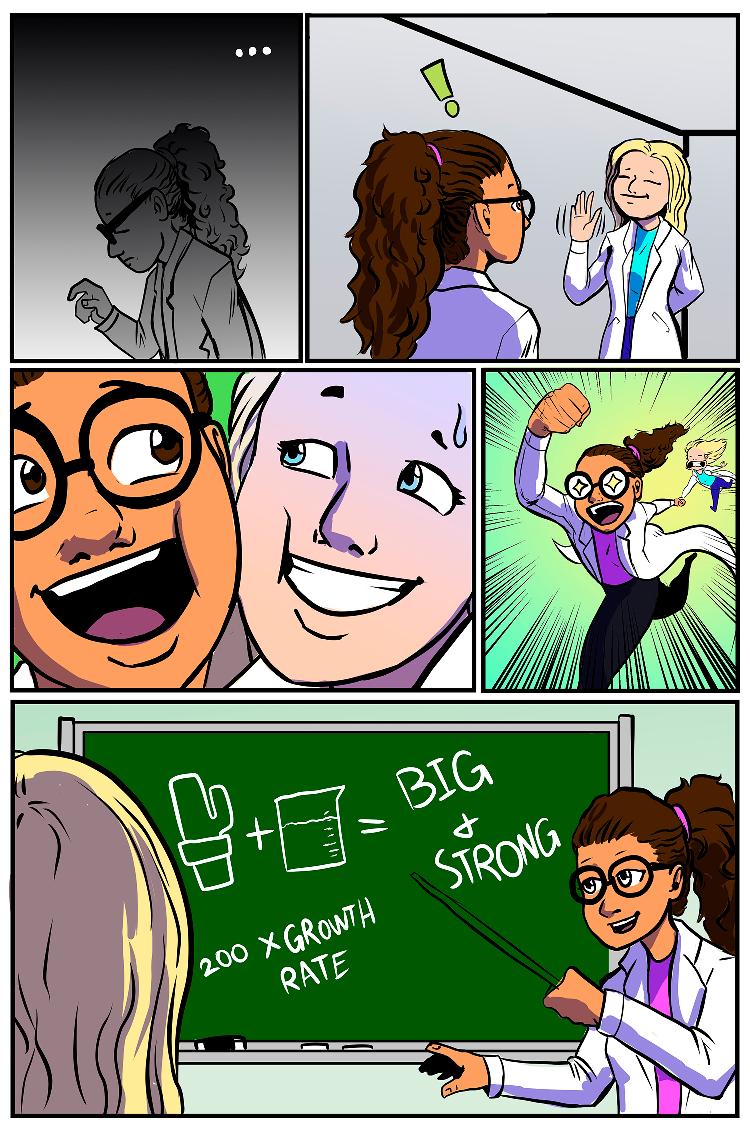 ...
!
+ = BIG
&
STRONG
200 X GROWTH
RATE